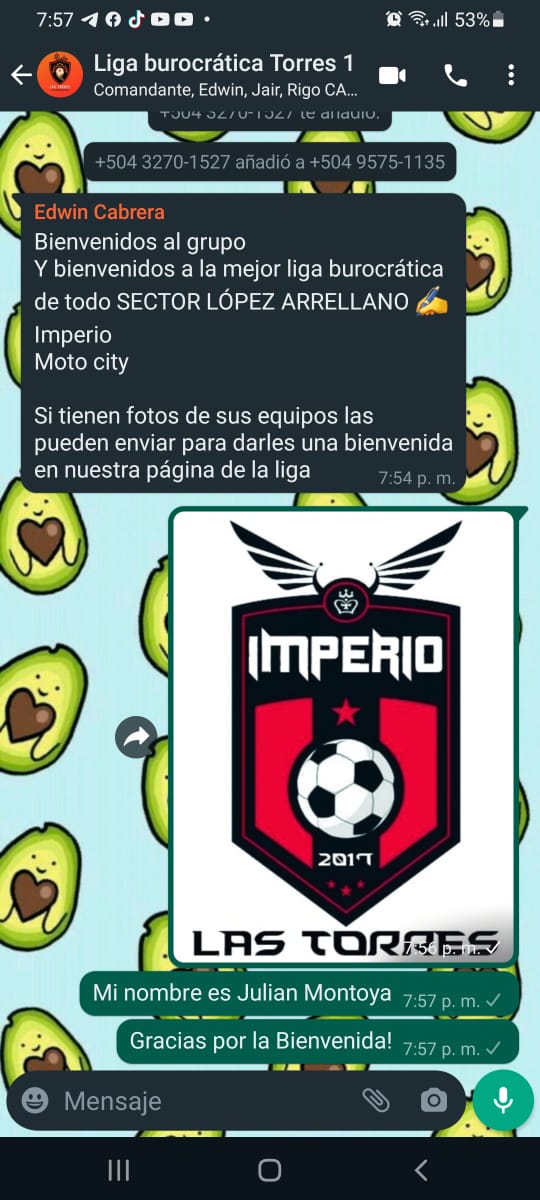 7:57
53%
Liga burocrática Torres 1
Comandante, Edwin, Jair, Rigo CA...
+504 3270-1527 te añadió.
+504 3270-1527 añadió a +504 9575-1135
Edwin Cabrera
Bienvenidos al grupo
Y bienvenidos a la mejor liga burocrática
de todo SECTOR LÓPEZ ARRELLANO ✍️
Imperio
Moto city
Si tienen fotos de sus equipos las
pueden enviar para darles una bienvenida
en nuestra página de la liga
7:54 p. m.
IMPERIO
2017
LAS TORRES
7:56 p. m.
Mi nombre es Julian Montoya
7:57 p. m.
Gracias por la Bienvenida!
7:57 p. m.
Mensaje